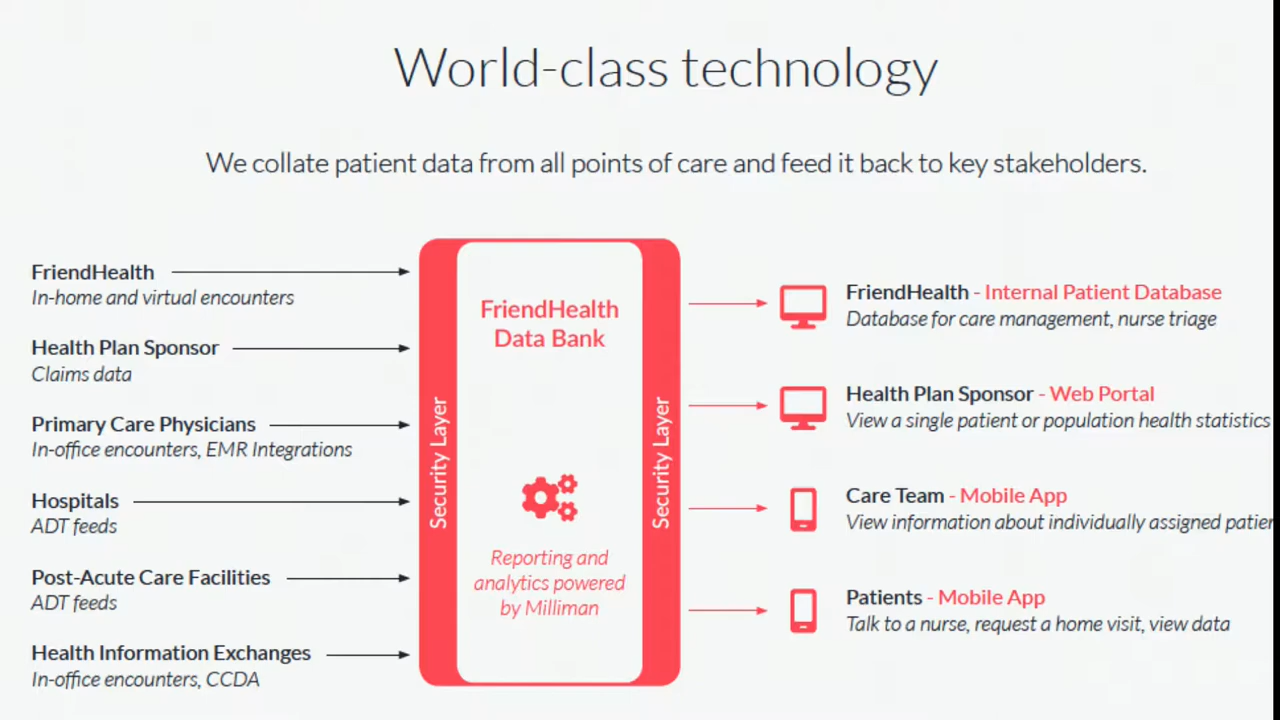 World-class technology
We collate patient data from all points of care and feed it back to key stakeholders.
FriendHealth
In-home and virtual encounters
Health Plan Sponsor
Claims data
Primary Care Physicians
In-office encounters, EMR Integrations
Hospitals
ADT feeds
Post-Acute Care Facilities
ADT feeds
Health Information Exchanges
In-office encounters, CCDA
Security Layer
FriendHealth
Data Bank
Reporting and
analytics powered
by Milliman
Security Layer
FriendHealth - Internal Patient Database
Database for care management, nurse triage
Health Plan Sponsor - Web Portal
View a single patient or population health statistics
Care Team - Mobile App
View information about individually assigned
Patients - Mobile App
Talk to a nurse, request a home visit, view data